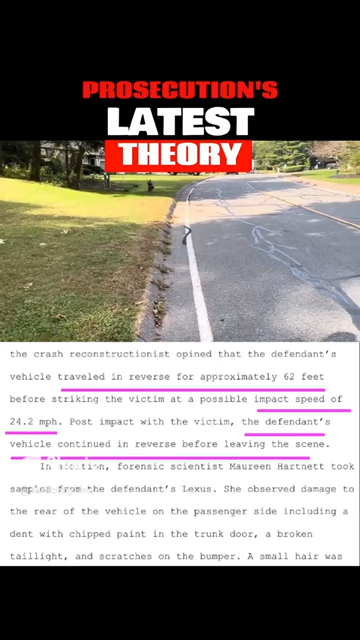 PROSECUTION'S
LATEST
THEORY
the crash reconstructionist opined that the defendant's
vehicle traveled in reverse for approximately 62 feet
before striking the victim at a possible impact speed of
24.2 mph. Post impact with the victim, the defendant's
vehicle continued in reverse before leaving the scene.
In addition, forensic scientist Maureen Hartnett took
samples from the defendant's Lexus. She observed damage to
the rear of the vehicle on the passenger side including a
dent with chipped paint in the trunk door, a broken
taillight, and scratches on the bumper. A small hair was